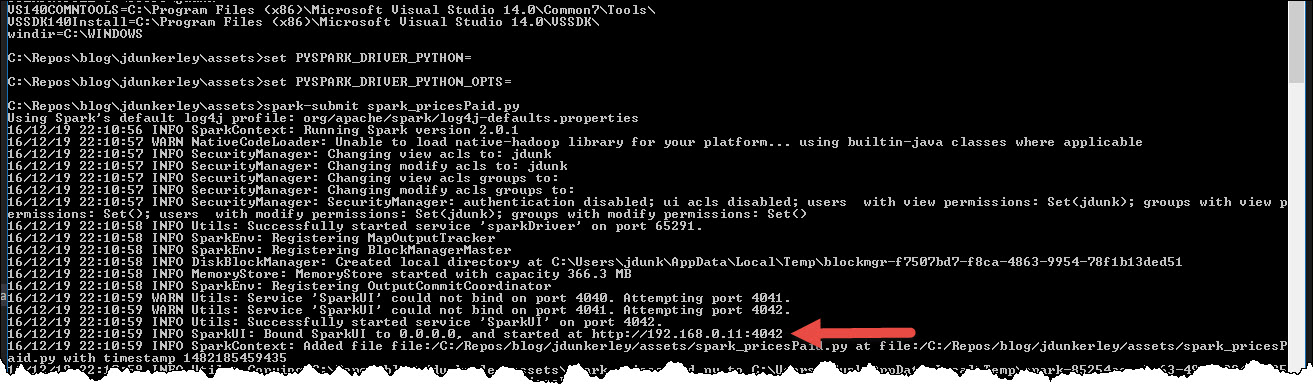 VS140COMNTOOLS=C:\Program Files (x86)\Microsoft Visual Studio 14.0\Common7\Tools\
VSSDK140Install=C:\Program Files (x86)\Microsoft Visual Studio 14.0\VSSDK\
windir=C:\WINDOWS
C:\Repos\blog\jdunkerley\assets>set PYSPARK_DRIVER_PYTHON=
C:\Repos\blog\jdunkerley\assets>set PYSPARK_DRIVER_PYTHON_OPTS=
C:\Repos\blog\jdunkerley\assets>spark-submit spark_pricesPaid.py
Using Spark's default log4j profile: org/apache/spark/log4j-defaults.properties
16/12/19 22:10:56 INFO SparkContext: Running Spark version 2.0.1
16/12/19 22:10:57 WARN NativeCodeLoader: Unable to load native-hadoop library for your platform... using builtin-java classes where applicable
16/12/19 22:10:57 INFO SecurityManager: Changing view acls to: jdunk
16/12/19 22:10:57 INFO SecurityManager: Changing modify acls to: jdunk
16/12/19 22:10:57 INFO SecurityManager: Changing view acls groups to:
16/12/19 22:10:57 INFO SecurityManager: Changing modify acls groups to:
16/12/19 22:10:57 INFO SecurityManager: SecurityManager: authentication disabled; ui acls disabled; users  with view permissions: Set(jdunk); groups with view p
ermissions: Set(); users  with modify permissions: Set(jdunk); groups with modify permissions: Set()
16/12/19 22:10:58 INFO Utils: Successfully started service 'sparkDriver' on port 65291.
16/12/19 22:10:58 INFO SparkEnv: Registering MapOutputTracker
16/12/19 22:10:58 INFO SparkEnv: Registering BlockManagerMaster
16/12/19 22:10:58 INFO DiskBlockManager: Created local directory at C:\Users\jdunk\AppData\Local\Temp\blockmgr-f7507bd7-f8ca-4863-9954-78f1b13ded51
16/12/19 22:10:58 INFO MemoryStore: MemoryStore started with capacity 366.3 MB
16/12/19 22:10:58 INFO SparkEnv: Registering OutputCommitCoordinator
16/12/19 22:10:59 WARN Utils: Service 'SparkUI' could not bind on port 4040. Attempting port 4041.
16/12/19 22:10:59 WARN Utils: Service 'SparkUI' could not bind on port 4041. Attempting port 4042.
16/12/19 22:10:59 INFO Utils: Successfully started service 'SparkUI' on port 4042.
16/12/19 22:10:59 INFO SparkUI: Bound SparkUI to 0.0.0.0, and started at http://192.168.0.11:4042
16/12/19 22:10:59 INFO SparkContext: Added file file:/C:/Repos/blog/jdunkerley/assets/spark_pricesPaid.py at file:/C:/Repos/blog/jdunkerley/assets/spark_pricesP
aid.py with timestamp 1482185459435